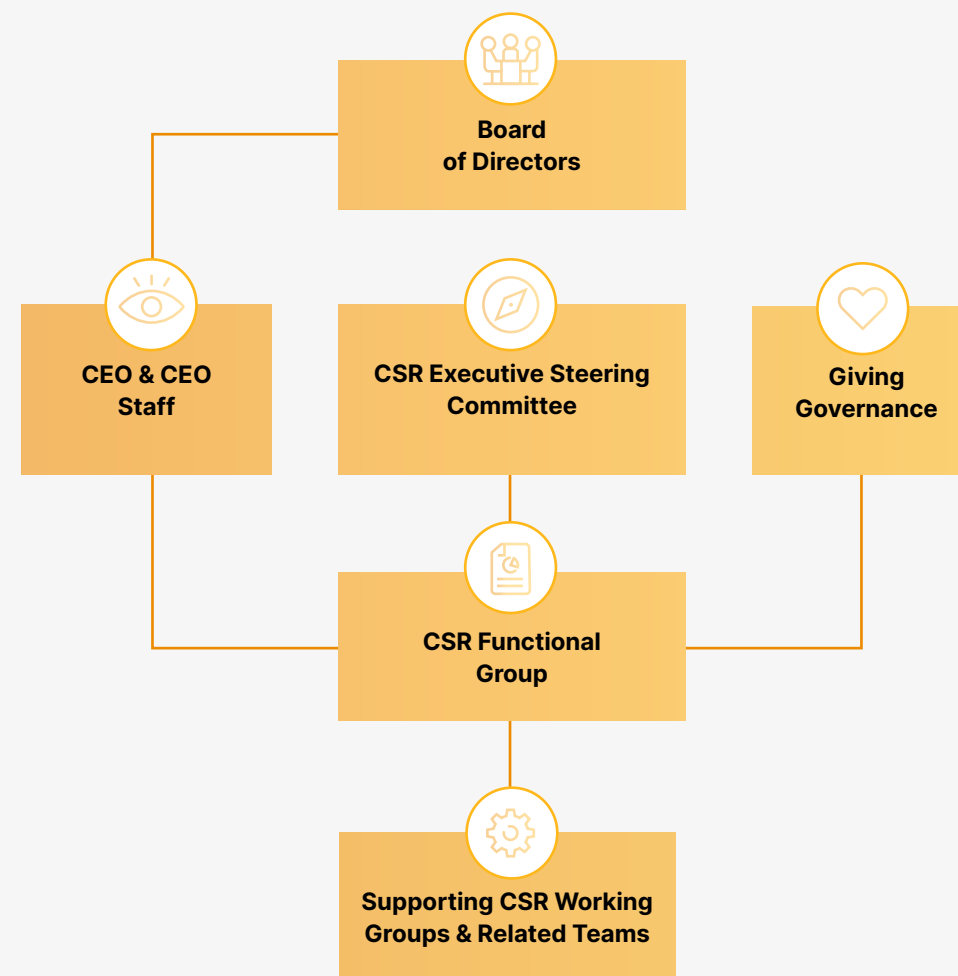 Board
of Directors
CEO & CEO
Staff
CSR Executive Steering
Committee
Giving
Governance
CSR Functional
Group
Supporting CSR Working
Groups & Related Teams